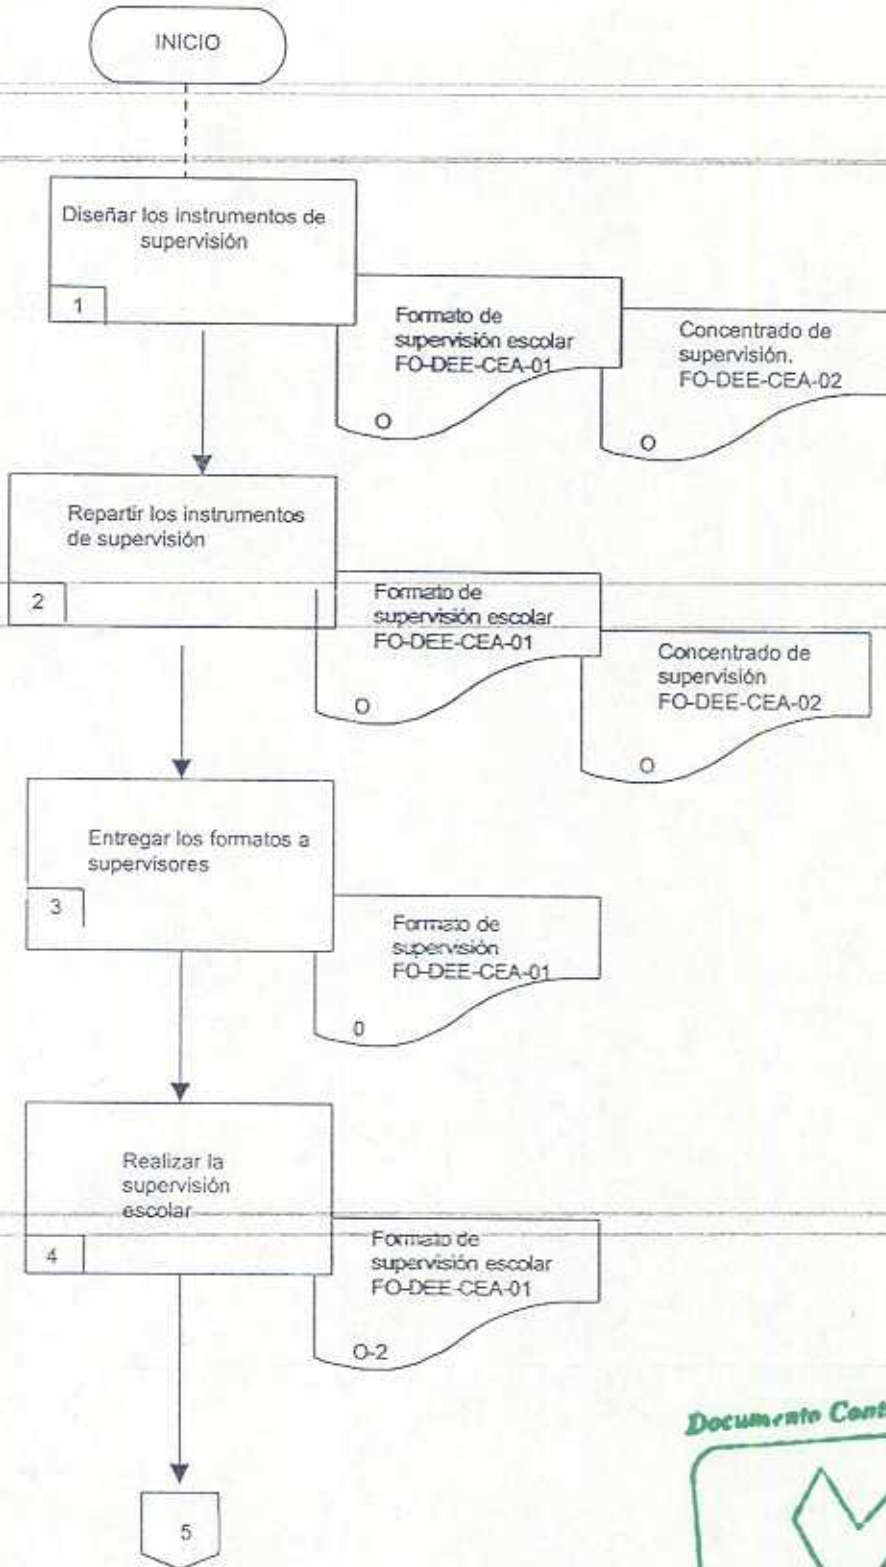 INICIO
Diseñar los instrumentos de
supervisión
1
Formato de
supervisión escolar
FO-DEE-CEA-01
O
Concentrado de
supervisión.
FO-DEE-CEA-02
O
Repartir los instrumentos
de supervisión
2
Formato de
supervisión escolar
FO-DEE-CEA-01
O
Concentrado de
supervisión
FO-DEE-CEA-02
O
Entregar los formatos a
supervisores
3
Formato de
supervisión
FO-DEE-CEA-01
0
Realizar la
supervisión
escolar
4
Formato de
supervisión escolar
FO-DEE-CEA-01
O-2
5
Documento